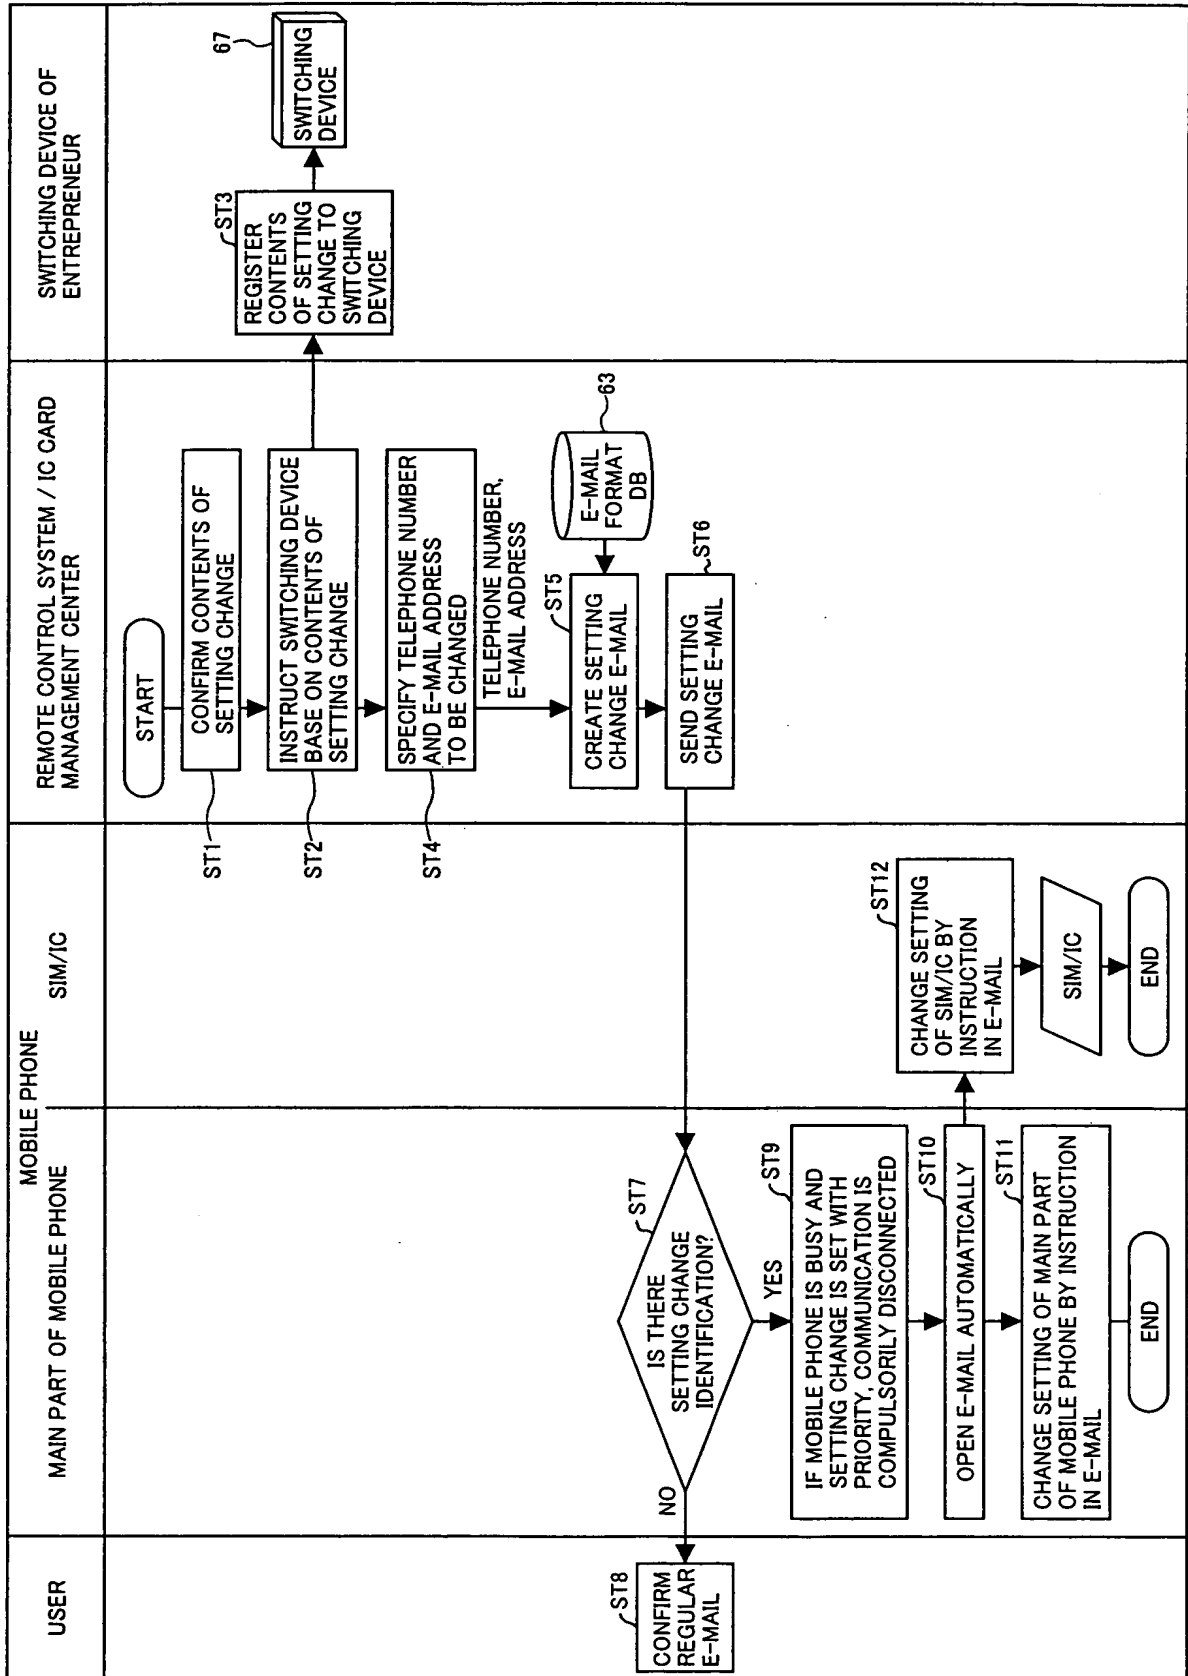 USER
MOBILE PHONE
MAIN PART OF MOBILE PHONE
SIM/IC
REMOTE CONTROL SYSTEM / IC CARD
MANAGEMENT CENTER
SWITCHING DEVICE OF
ENTREPRENEUR
START
ST1
CONFIRM CONTENTS OF
SETTING CHANGE
ST2
INSTRUCT SWITCHING DEVICE
BASE ON CONTENTS OF
SETTING CHANGE
ST3
REGISTER
CONTENTS
OF SETTING
CHANGE TO
SWITCHING
DEVICE
67
SWITCHING
DEVICE
ST4
SPECIFY TELEPHONE NUMBER
AND E-MAIL ADDRESS
TO BE CHANGED
TELEPHONE NUMBER,
E-MAIL ADDRESS
63
E-MAIL
FORMAT
DB
ST5
CREATE SETTING
CHANGE E-MAIL
ST6
SEND SETTING
CHANGE E-MAIL
ST7
IS THERE
SETTING CHANGE
IDENTIFICATION?
NO
YES
ST8
CONFIRM
REGULAR
E-MAIL
ST9
IF MOBILE PHONE IS BUSY AND
SETTING CHANGE IS SET WITH
PRIORITY, COMMUNICATION IS
COMPULSORILY DISCONNECTED
ST10
OPEN E-MAIL AUTOMATICALLY
ST11
CHANGE SETTING OF MAIN PART
OF MOBILE PHONE BY INSTRUCTION
IN E-MAIL
END
ST12
CHANGE SETTING
OF SIM/IC BY
INSTRUCTION
IN E-MAIL
SIM/IC
END